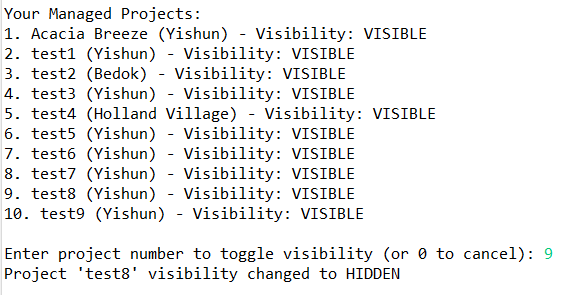 Your Managed Projects:
1. Acacia Breeze (Yishun) - Visibility: VISIBLE
2. test1 (Yishun) - Visibility: VISIBLE
3. test2 (Bedok) - Visibility: VISIBLE
4. test3 (Yishun) - Visibility: VISIBLE
5. test4 (Holland Village) - Visibility: VISIBLE
6. test5 (Yishun) - Visibility: VISIBLE
7. test6 (Yishun) - Visibility: VISIBLE
8. test7 (Yishun) - Visibility: VISIBLE
9. test8 (Yishun) - Visibility: VISIBLE
10. test9 (Yishun) - Visibility: VISIBLE
Enter project number to toggle visibility (or 0 to cancel): 9
Project 'test8' visibility changed to HIDDEN